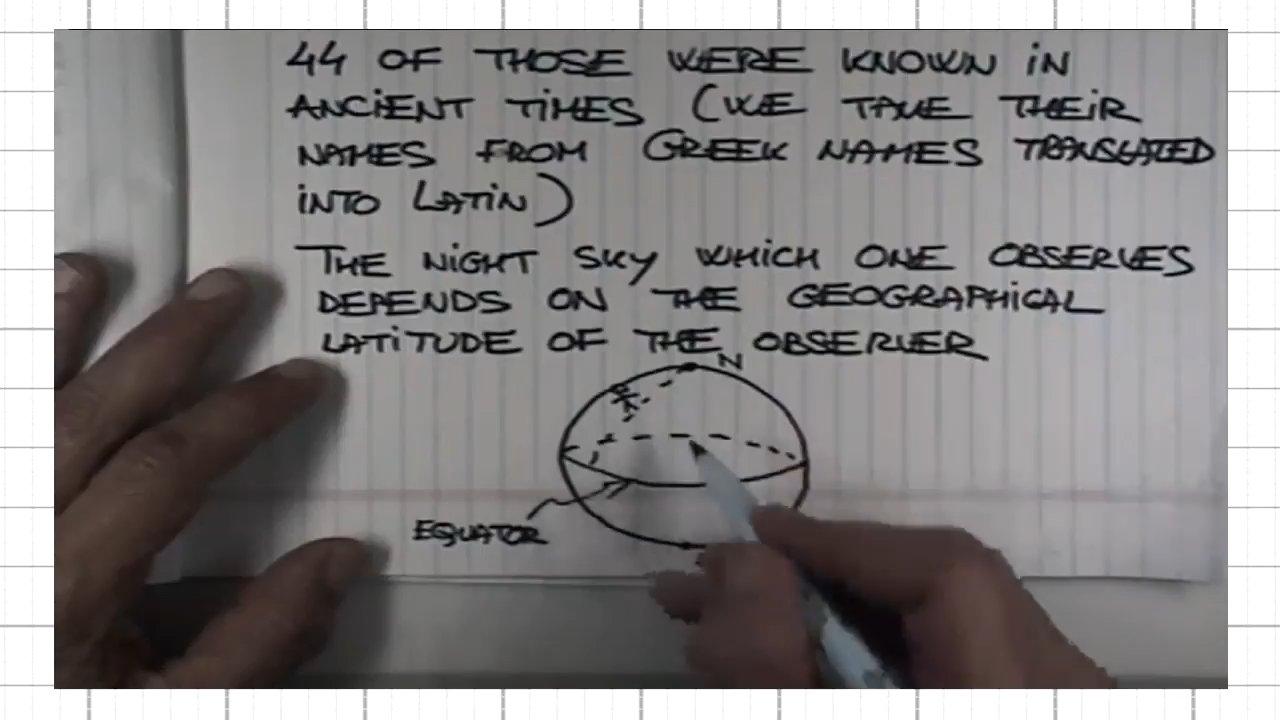 44 OF THOSE WERE KNOWN IN
ANCIENT TIMES (WE TAKE THEIR
NAMES FROM GREEK NAMES TRANSLATED
INTO LATIN)
THE NIGHT SKY WHICH ONE OBSERVES
DEPENDS ON THE GEOGRAPHICAL
LATITUDE OF THE OBSERVER
N
EQUATOR